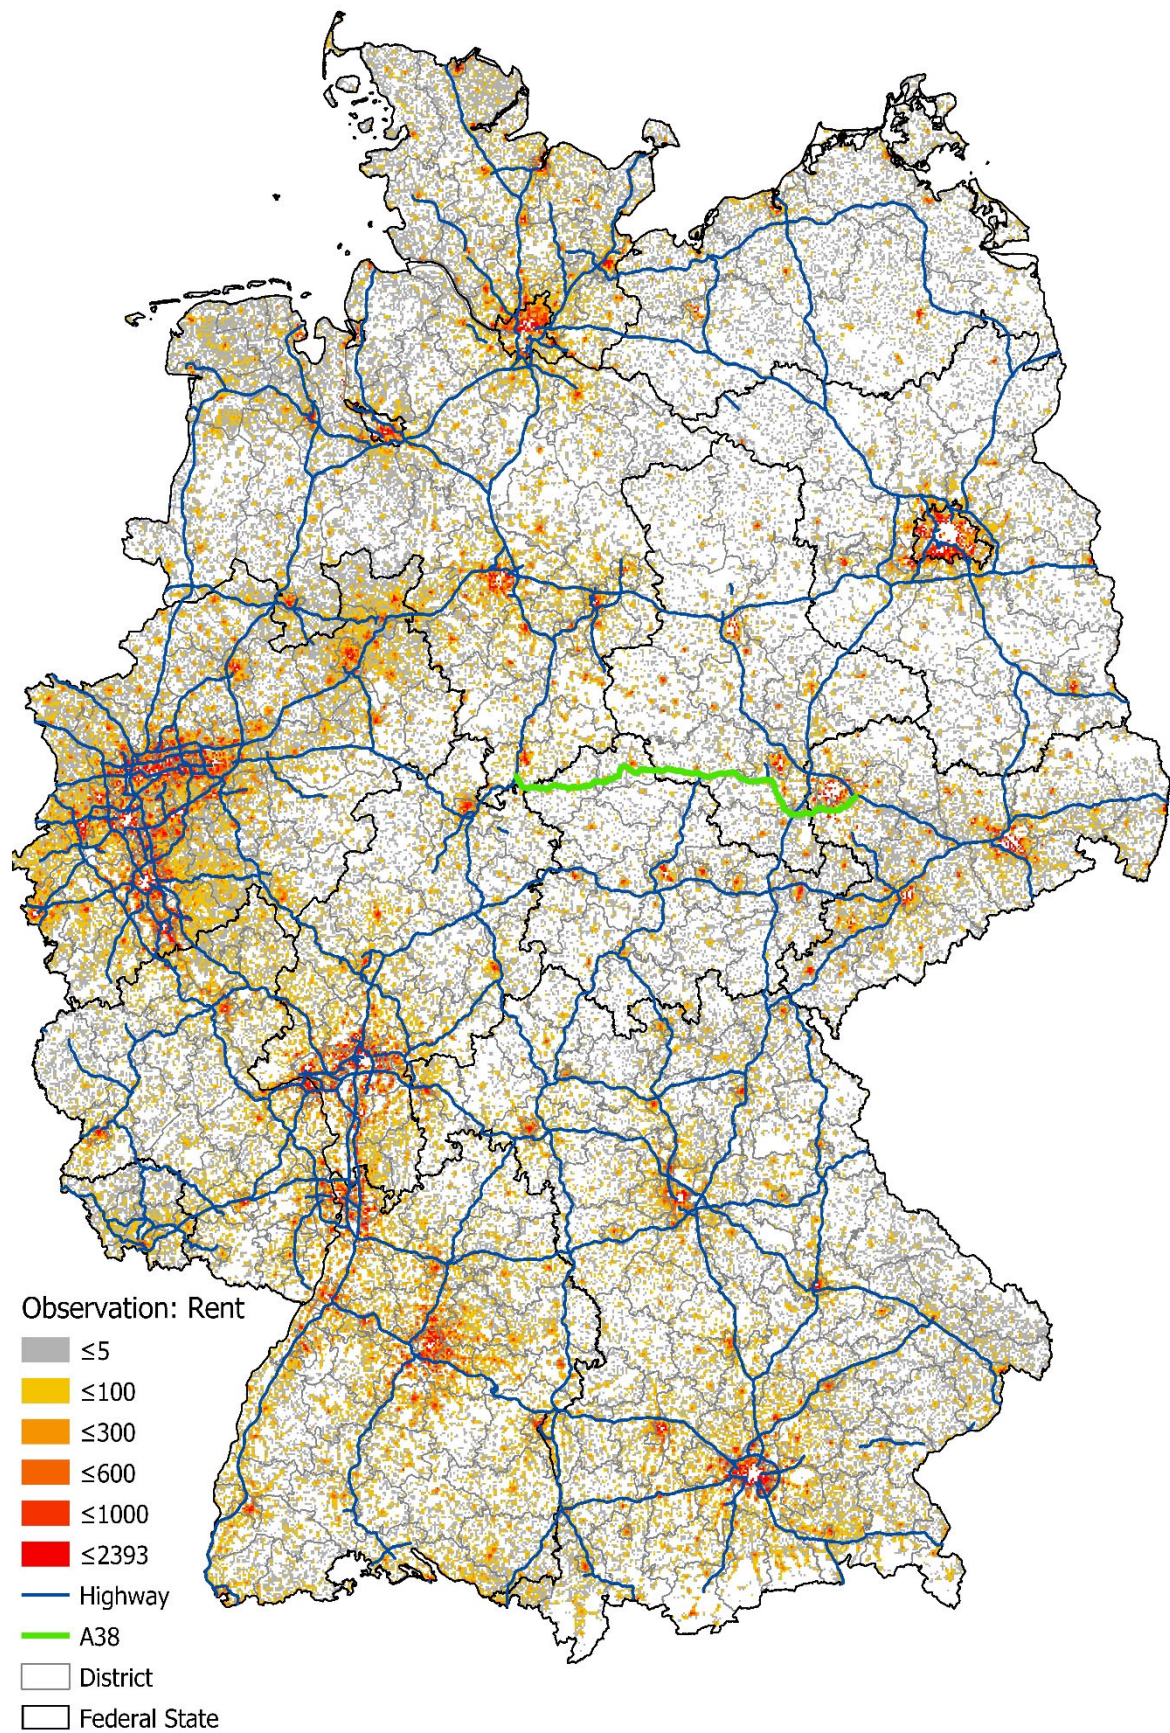 Observation: Rent
≤5
≤100
≤300
≤600
≤1000
≤2393
Highway
A38
District
Federal State